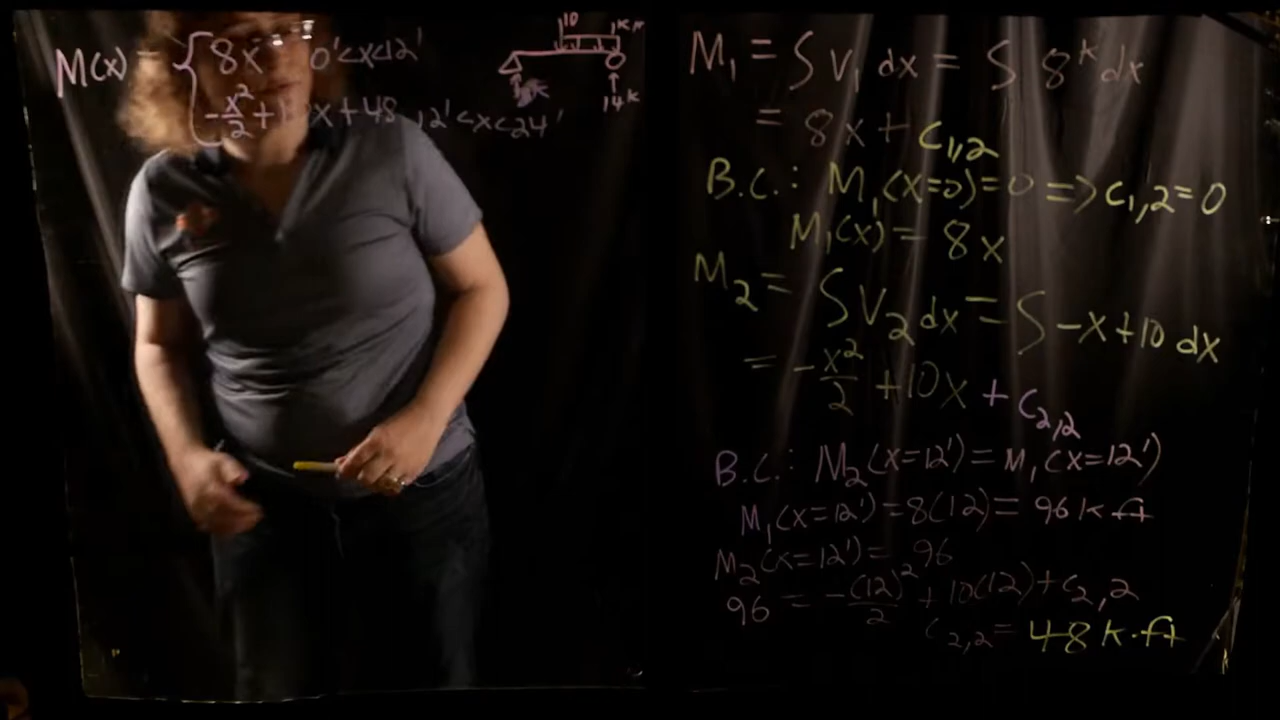 M(x) = { 8x 0'<x<12'
-x²/2 + 1 x + 48, 12'<x<24'
10
14k
M₁ = ∫ V₁ dx = ∫ 8ᵏ dx
= 8x + C₁,₂
B.C.: M₁(x=0)=0 => C₁,₂=0
M₁(x) = 8x
M₂ = ∫ V₂ dx = ∫ -x+10 dx
= -x²/2 + 10x + C₂,₂
B.C.: M₂(x=12') = M₁(x=12')
M₁(x=12') = 8(12) = 96 k ft
M₂(x=12') = 96
96 = -(12)²/2 + 10(12) + C₂,₂
C₂,₂ = 48 k·ft